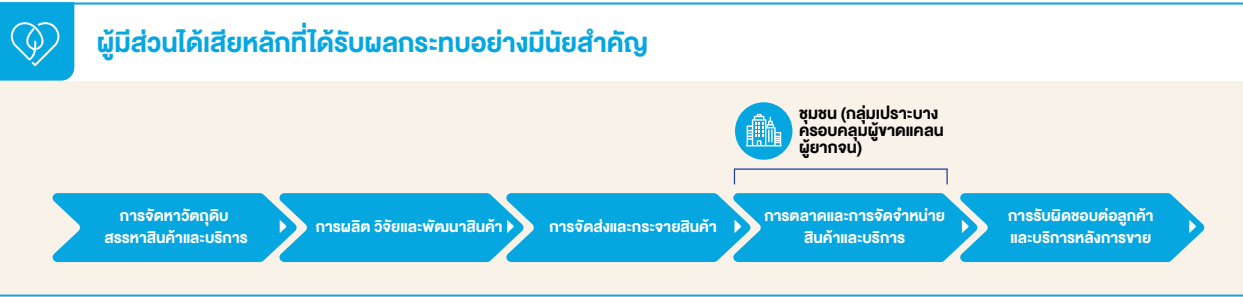 ผู้มีส่วนได้เสียหลักที่ได้รับผลกระทบอย่างมีนัยสำคัญ
ชุมชน (กลุ่มเปราะบาง
ครอบคลุมผู้ขาดแคลน
ผู้ยากจน)
การจัดหาวัตถุดิบ
สรรหาสินค้าและบริการ
การผลิต วิจัยและพัฒนาสินค้า
การจัดส่งและกระจายสินค้า
การตลาดและการจัดจำหน่าย
สินค้าและบริการ
การรับผิดชอบต่อลูกค้า
และบริการหลังการขาย